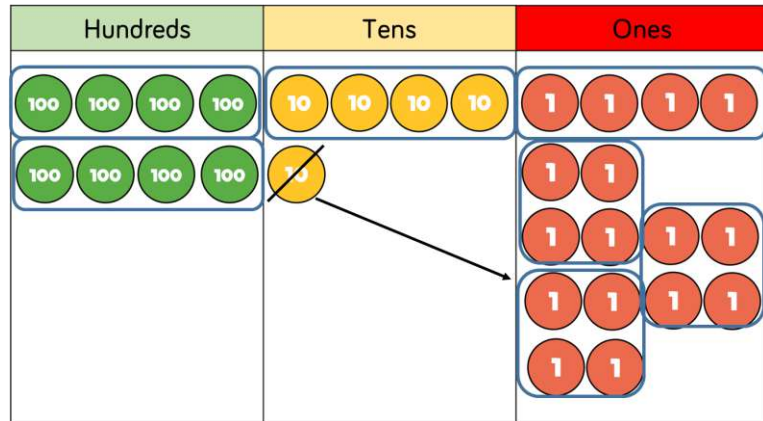 Hundreds Tens Ones
100 100 100 100 10 10 10 10 1 1 1 1
100 100 100 100 10 1 1
1 1 1 1
1 1 1 1
1 1